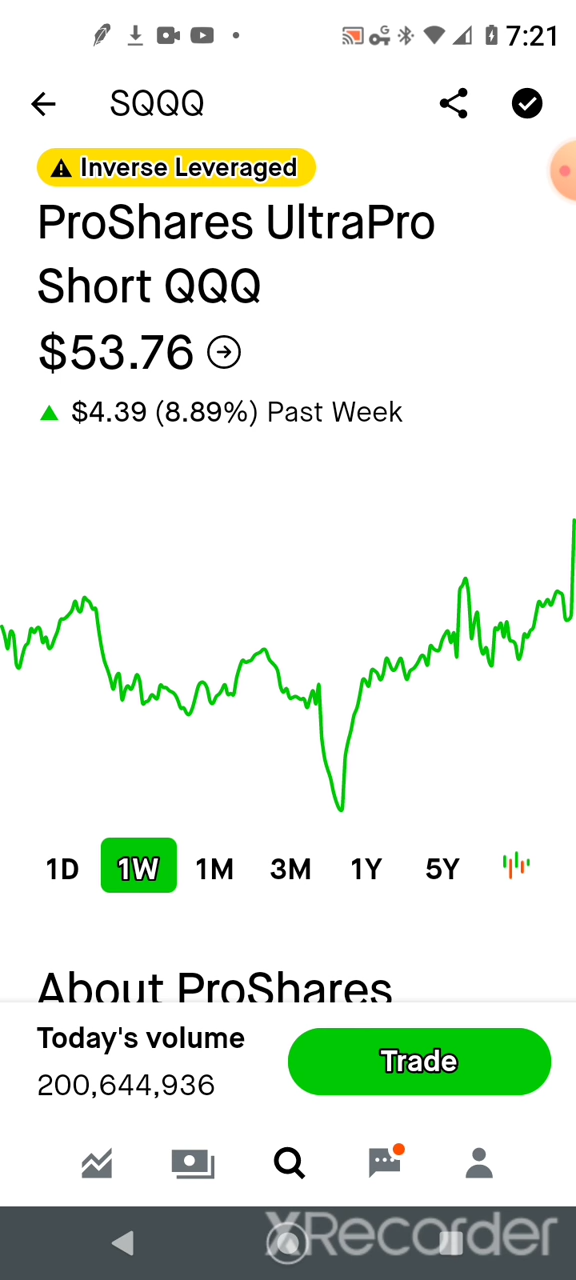 7:21
SQQQ
Inverse Leveraged
ProShares UltraPro
Short QQQ
$53.76
$4.39 (8.89%) Past Week
1D 1W 1M 3M 1Y 5Y
About ProShares
Today's volume
200,644,936
Trade
XRecorder